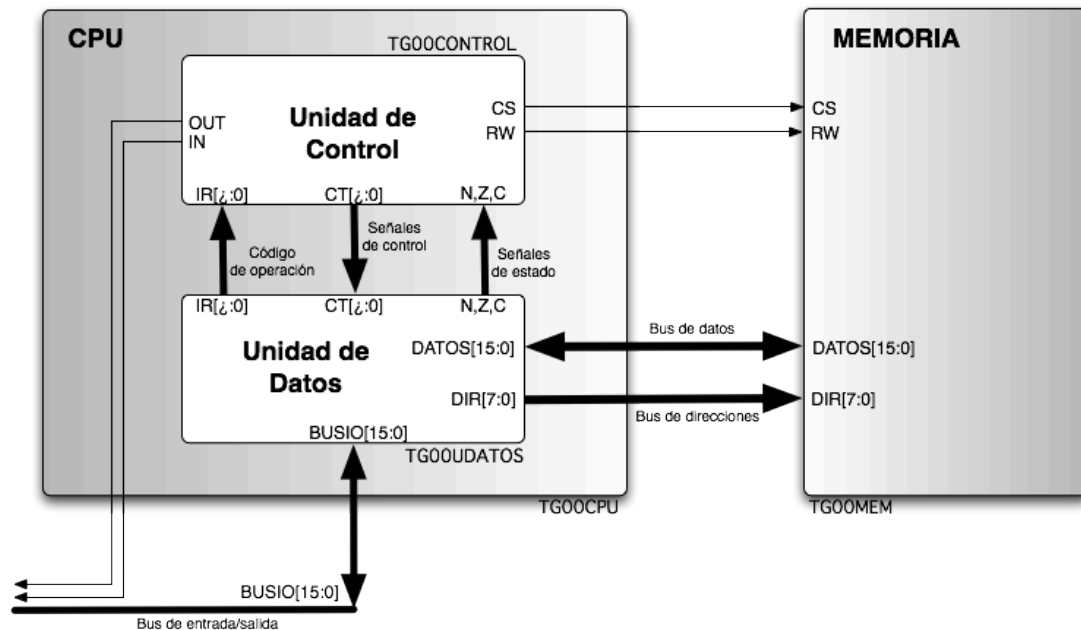 CPU
TG00CONTROL
MEMORIA
Unidad de
Control
OUT
IN
CS
RW
CS
RW
IR[¿:0]
CT[¿:0]
N,Z,C
Código
de operación
Señales
de control
Señales
de estado
IR[¿:0]
CT[¿:0]
N,Z,C
Unidad de
Datos
DATOS[15:0]
Bus de datos
DATOS[15:0]
DIR[7:0]
Bus de direcciones
DIR[7:0]
BUSIO[15:0]
TG00UDATOS
TG00CPU
TG00MEM
BUSIO[15:0]
Bus de entrada/salida